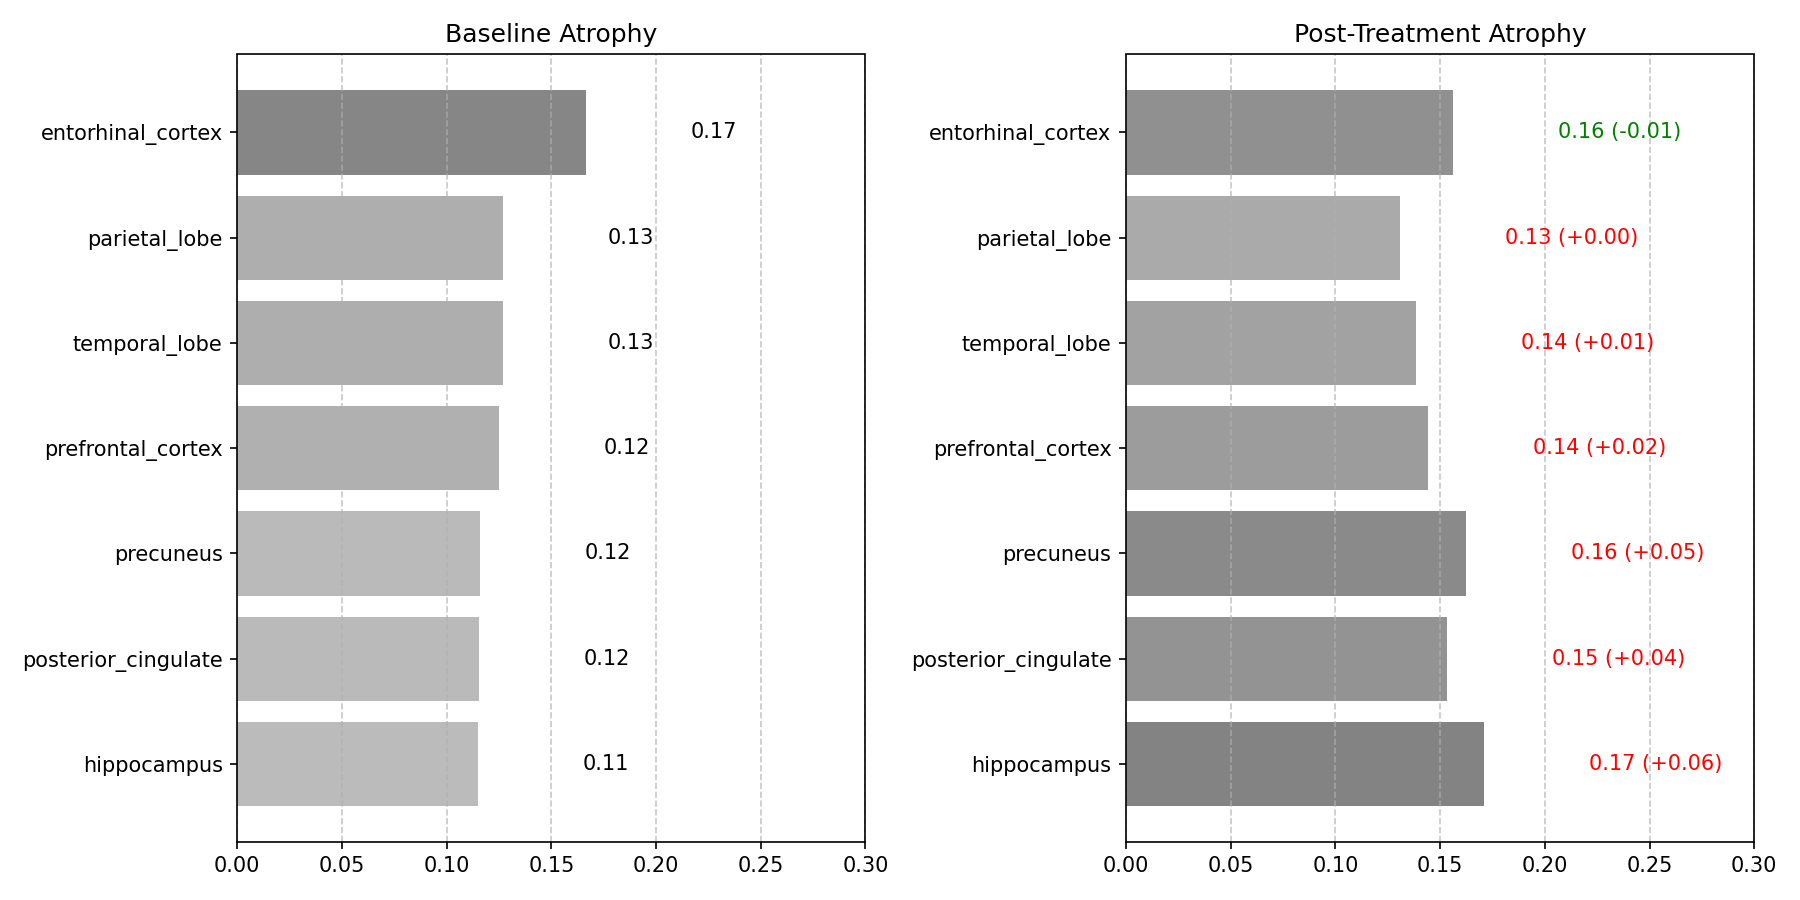 Baseline Atrophy
entorhinal_cortex
0.17
parietal_lobe
0.13
temporal_lobe
0.13
prefrontal_cortex
0.12
precuneus
0.12
posterior_cingulate
0.12
hippocampus
0.11
0.00 0.05 0.10 0.15 0.20 0.25 0.30
Post-Treatment Atrophy
entorhinal_cortex
0.16 (-0.01)
parietal_lobe
0.13 (+0.00)
temporal_lobe
0.14 (+0.01)
prefrontal_cortex
0.14 (+0.02)
precuneus
0.16 (+0.05)
posterior_cingulate
0.15 (+0.04)
hippocampus
0.17 (+0.06)
0.00 0.05 0.10 0.15 0.20 0.25 0.30